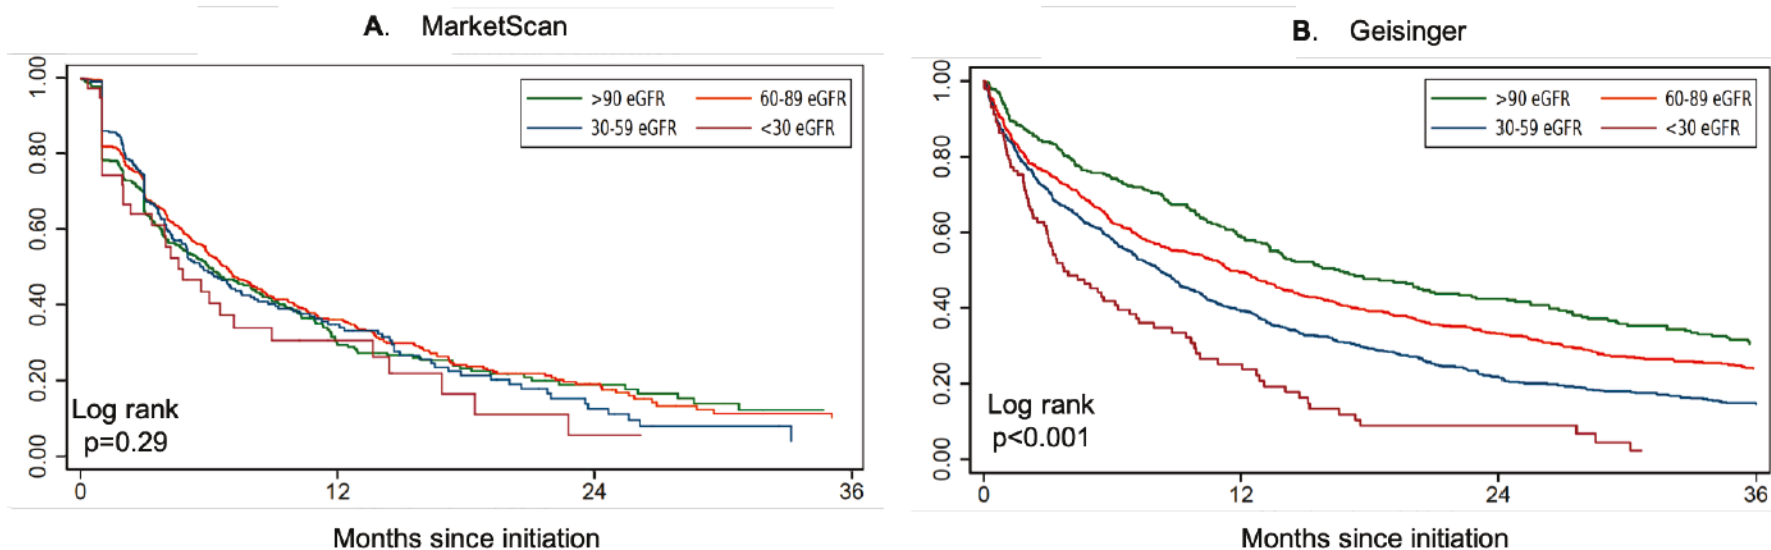 A. MarketScan
1.00
0.80
0.60
0.40
0.20
0.00
>90 eGFR 60-89 eGFR
30-59 eGFR <30 eGFR
Log rank
p=0.29
0 12 24 36
Months since initiation
B. Geisinger
1.00
0.80
0.60
0.40
0.20
0.00
>90 eGFR 60-89 eGFR
30-59 eGFR <30 eGFR
Log rank
p<0.001
0 12 24 36
Months since initiation